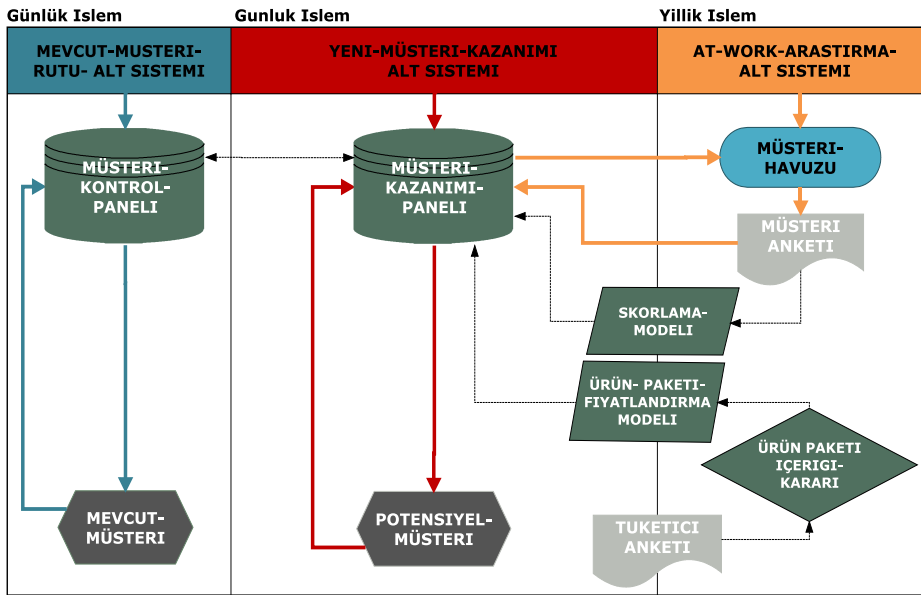 Günlük Islem
Gunluk Islem
Yillik Islem
MEVCUT-MUSTERI-
RUTU- ALT SISTEMI
YENI-MÜSTERI-KAZANIMI
ALT SISTEMI
AT-WORK-ARASTIRMA-
ALT SISTEMI
MÜSTERI-
KONTROL-
PANELI
MÜSTERI-
KAZANIMI-
PANELI
MÜSTERI-
HAVUZU
MÜSTERI
ANKETI
SKORLAMA-
MODELI
ÜRÜN- PAKETI-
FIYATLANDIRMA
MODELI
ÜRÜN PAKETI
IÇERIGI-
KARARI
MEVCUT-
MÜSTERI
POTENSIYEL-
MÜSTERI
TUKETICI
ANKETI